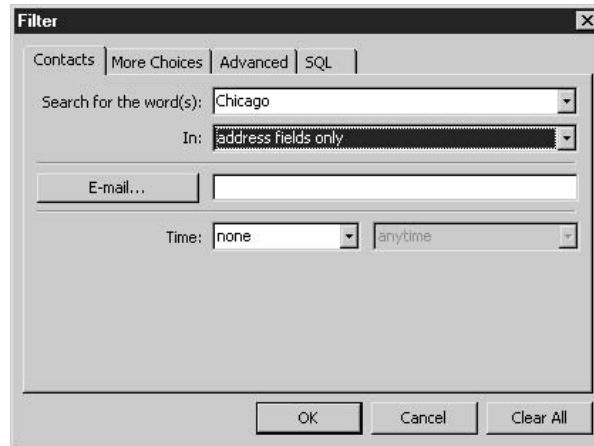 Filter
Contacts More Choices Advanced SQL
Search for the word(s): Chicago
In: address fields only
E-mail...
Time: none anytime
OK Cancel Clear All